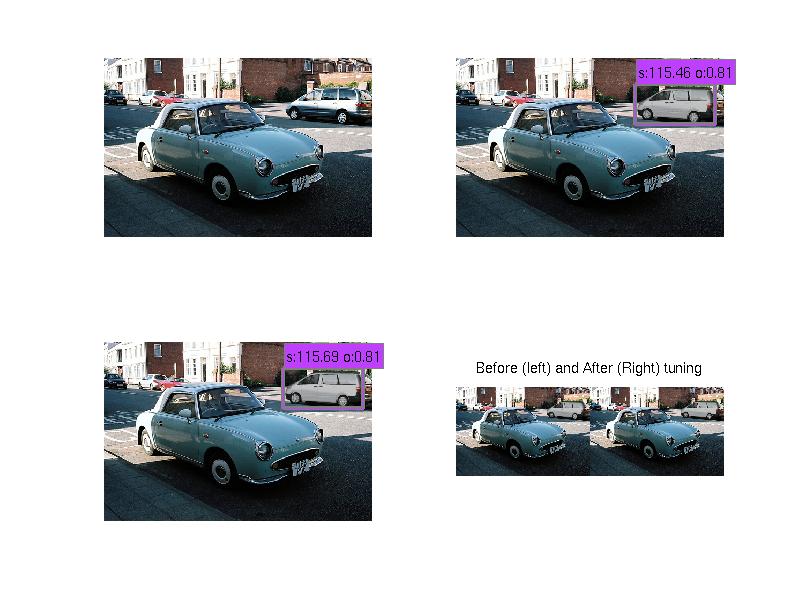 s:115.46 o:0.81
s:115.69 o:0.81
Before (left) and After (Right) tuning